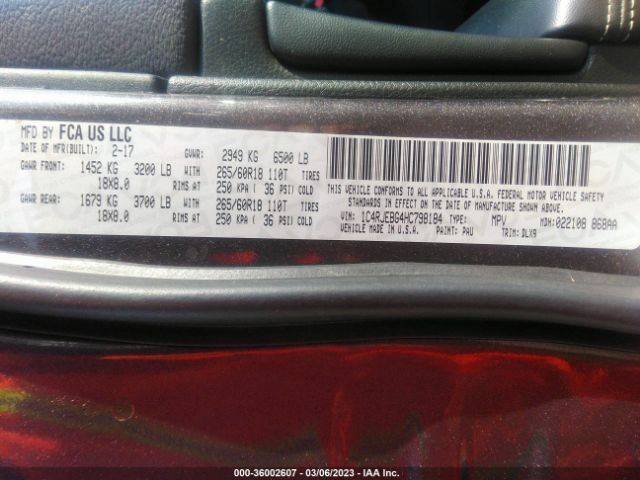 MFD BY FCA US LLC
DATE OF MFR(BUILT): 2-17 GVWR: 2949 KG 6500 LB
GAWR FRONT: 1452 KG 3200 LB WITH 265/60R18 110T TIRES
18X8.0 RIMS AT 250 KPA ( 36 PSI) COLD
GAWR REAR: 1679 KG 3700 LB WITH 265/60R18 110T TIRES
18X8.0 RIMS AT 250 KPA ( 36 PSI) COLD
THIS VEHICLE CONFORMS TO ALL APPLICABLE U.S.A. FEDERAL MOTOR VEHICLE SAFETY
AND THEFT PREVENTION STANDARDS IN EFFECT ON THE DATE OF MANUFACTURE SHOWN ABOVE.
VIN: 1C4RJEBG4HC798184 TYPE: MPV MDH: 022108 868AA
VEHICLE MADE IN U.S.A. PAINT: PAU TRIM: DLX9
000-36002607 - 03/06/2023 - IAA Inc.